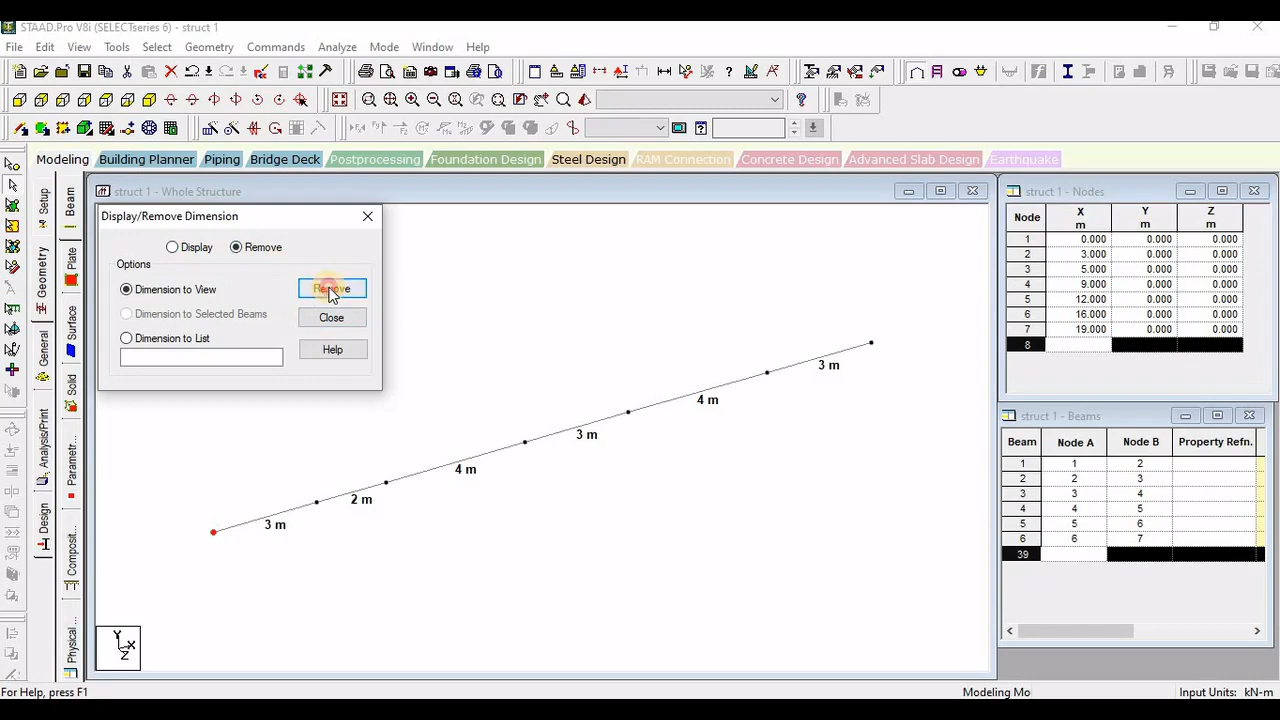 STAAD.Pro V8i (SELECTseries 6) - struct 1
File Edit View Tools Select Geometry Commands Analyze Mode Window Help
Modeling Building Planner Piping Bridge Deck Postprocessing Foundation Design Steel Design RAM Connection Concrete Design Advanced Slab Design Earthquake
Setup
Geometry
General
Analysis/Print
Design
Beam
Plate
Surface
Solid
Parametr...
Composit...
Physical ...
struct 1 - Whole Structure
Display/Remove Dimension
Display Remove
Options
Dimension to View
Dimension to Selected Beams
Dimension to List
Remove
Close
Help
3 m
2 m
4 m
3 m
4 m
3 m
Y
X
Z
struct 1 - Nodes
Node X m Y m Z m
1 0.000 0.000 0.000
2 3.000 0.000 0.000
3 5.000 0.000 0.000
4 9.000 0.000 0.000
5 12.000 0.000 0.000
6 16.000 0.000 0.000
7 19.000 0.000 0.000
8
struct 1 - Beams
Beam Node A Node B Property Refn.
1 1 2
2 2 3
3 3 4
4 4 5
5 5 6
6 6 7
39
For Help, press F1
Modeling Mo
Input Units: kN-m